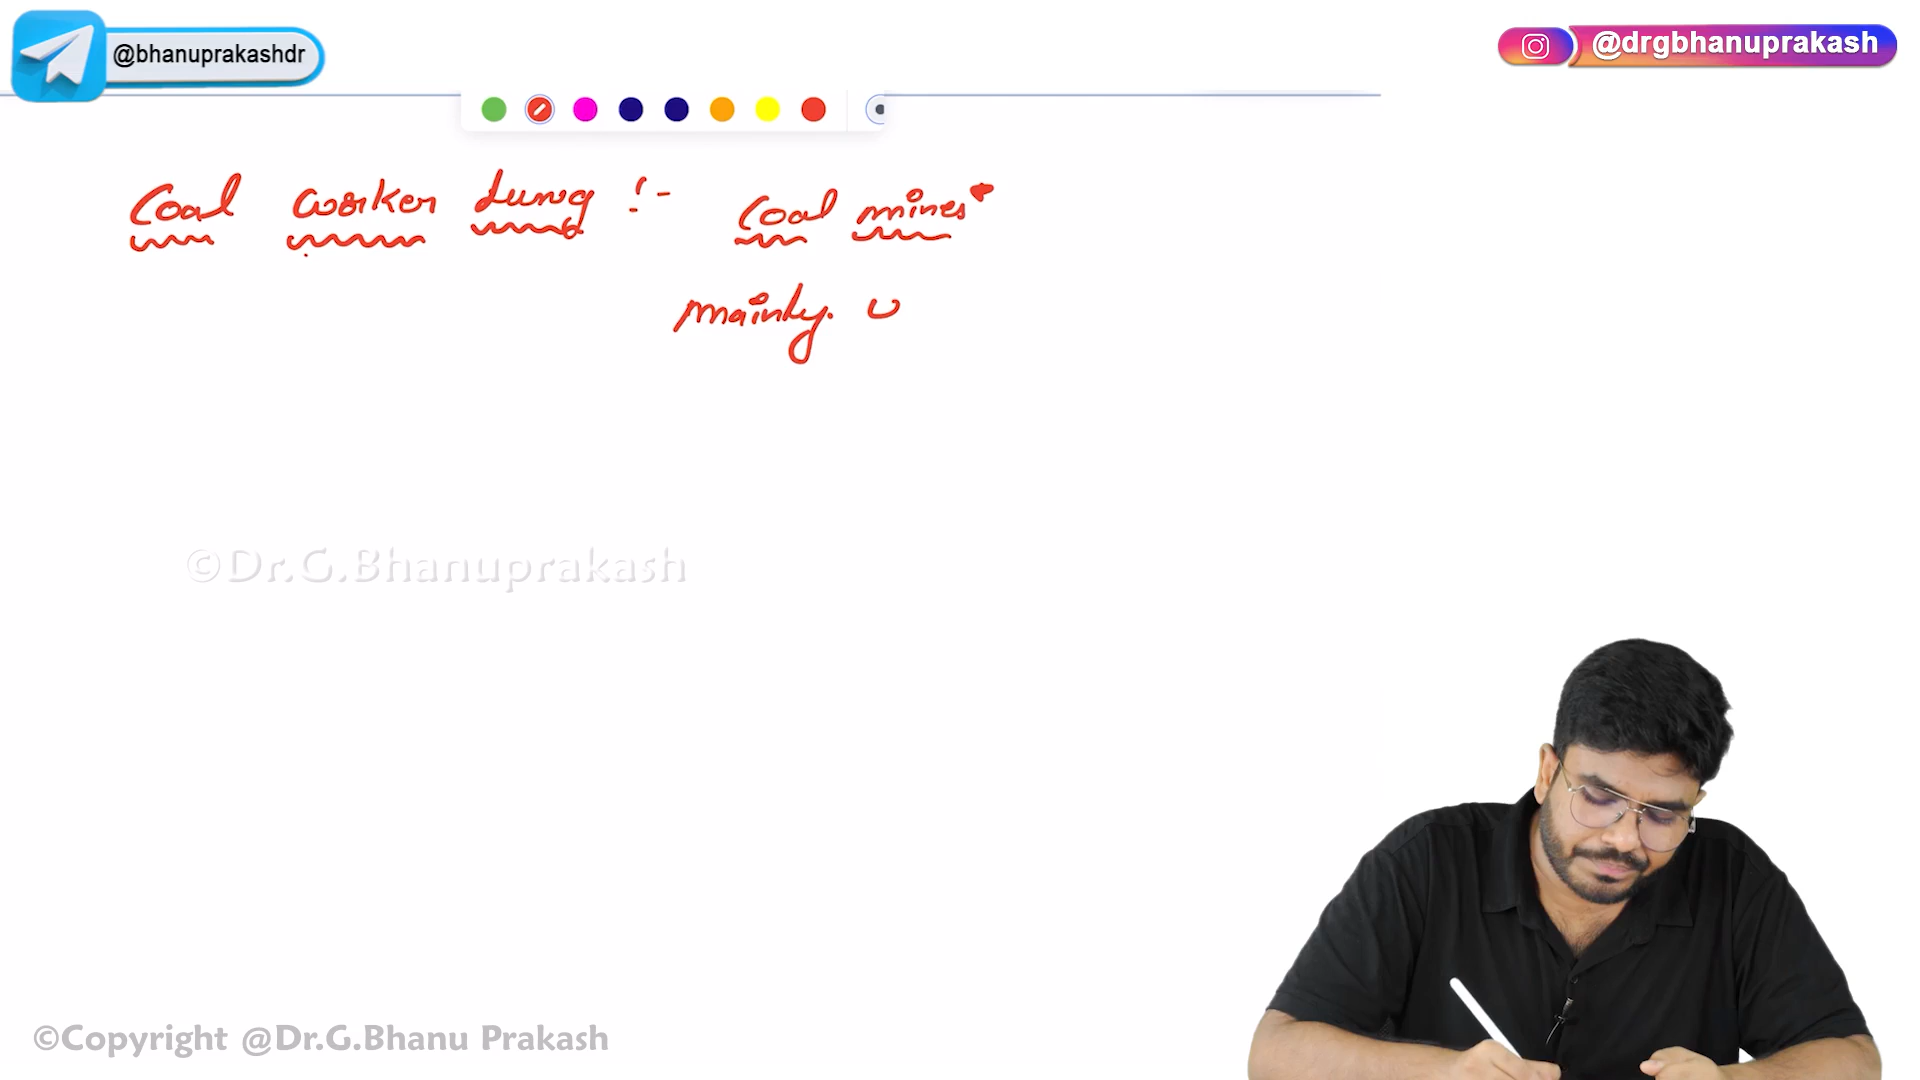 @bhanuprakashdr
@drgbhanuprakash
Coal worker Lung :- Coal mines
mainly. U
©Dr.G.Bhanuprakash
©Copyright @Dr.G.Bhanu Prakash